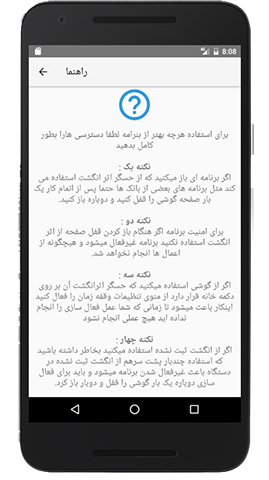 8:08
راهنما
برای استفاده هرچه بهتر از بنرامه لطفا دسترسی هارا بطور
کامل بدهید
نکته یک :
اگر برنامه ای باز میکنید که از حسگر اثر انگشت استفاده می
کند مثل برنامه های بعضی از بانک ها حتما پس از اتمام کار یک
بار صفحه گوشی را قفل کنید و دوباره باز کنید.
نکته دو :
برای امنیت برنامه اگر هنگام باز کردن قفل صفحه از اثر
انگشت استفاده نکنید برنامه غیرفعال میشود و هیچگونه از
اعمال ها انجام نخواهد شد.
نکته سه :
اگر از گوشی استفاده میکنید که حسگر اثرانگشت آن بر روی
دکمه خانه قرار دارد از منوی تنظیمات وقفه زمان را فعال کنید
اینکار باعث میشود تا زمانی که شما عمل فعال سازی را انجام
نداده اید هیچ عملی انجام نشود
نکته چهار :
اگر از انگشت ثبت نشده استفاده میکنید بخاطر داشته باشید
که استفاده چندبار پشت سرهم از انگشت ثبت نشده در
دستگاه باعث غیرفعال شدن برنامه میشود و باید برای فعال
سازی دوباره یک بار گوشی را قفل و دوبار باز کرد.